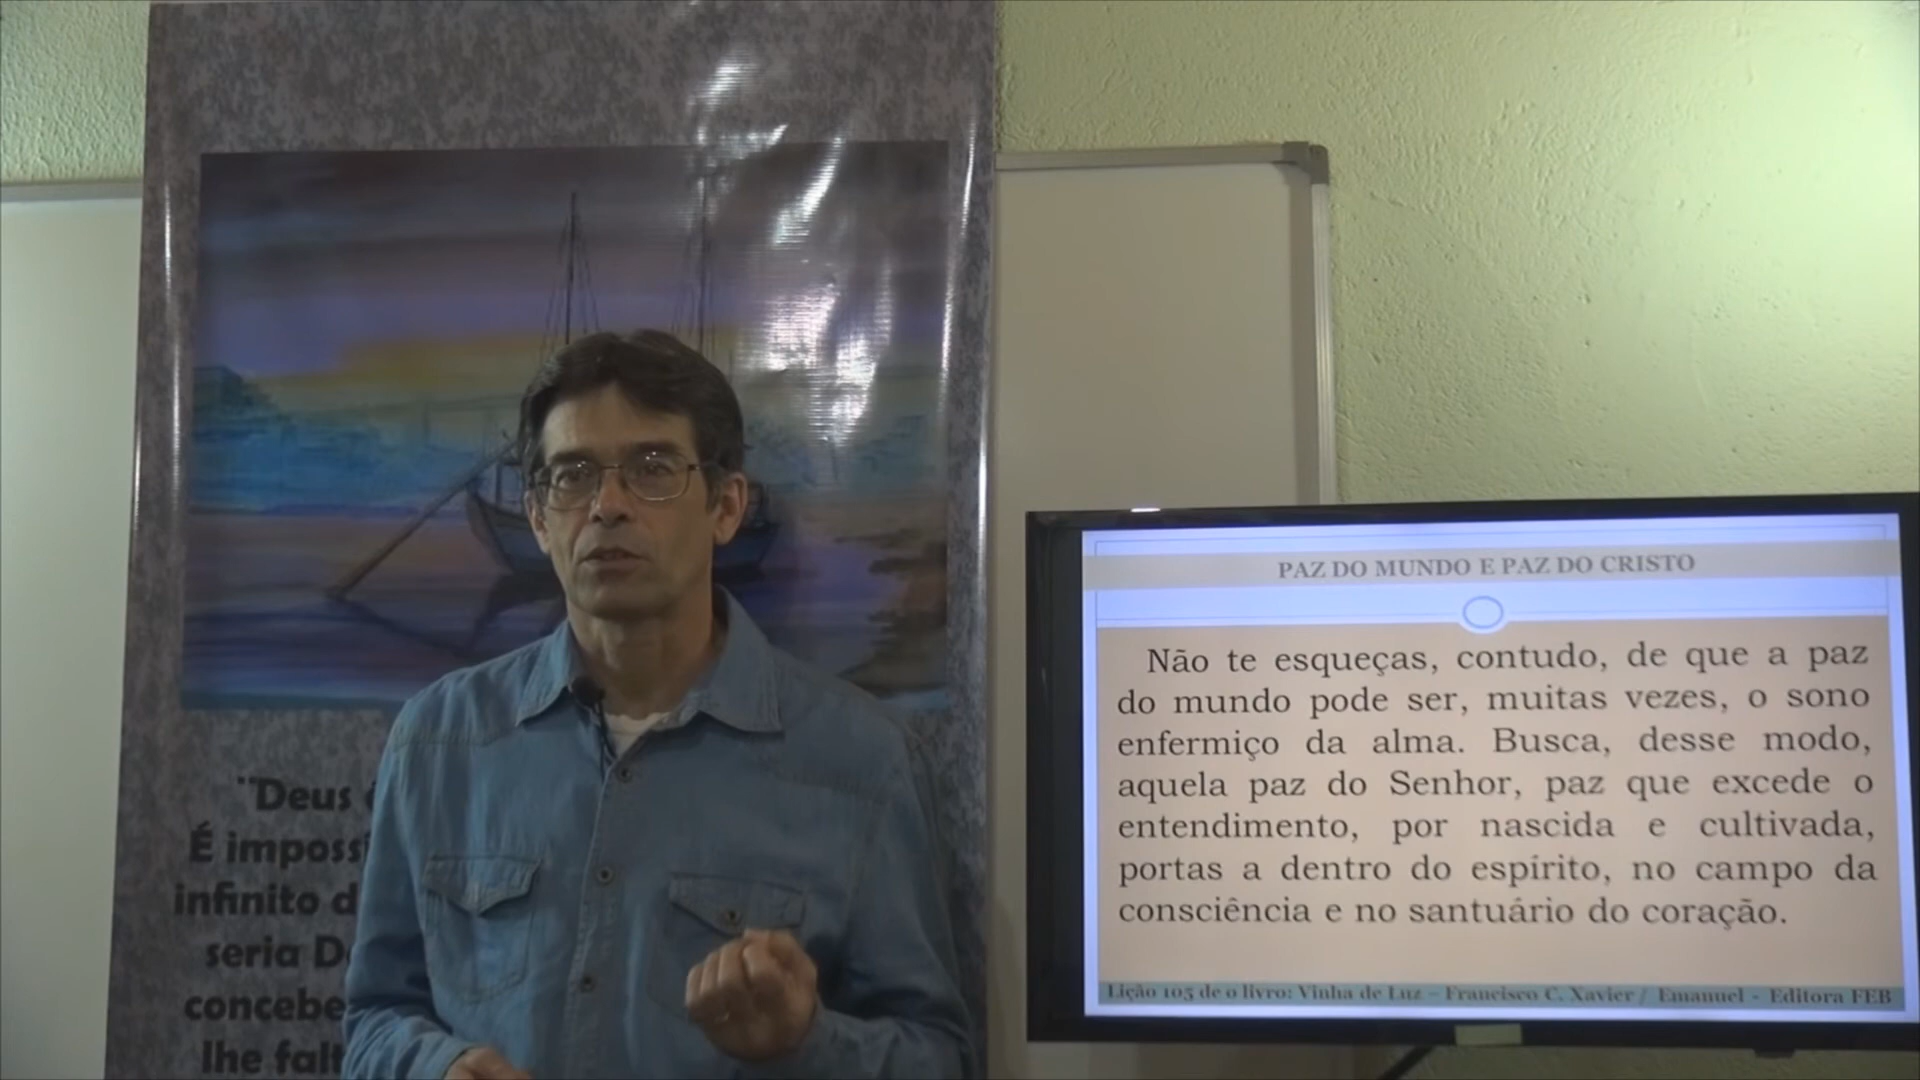 ¨Deus é
É imposs
infinito d
seria D
concebe
lhe falt
PAZ DO MUNDO E PAZ DO CRISTO
Não te esqueças, contudo, de que a paz
do mundo pode ser, muitas vezes, o sono
enfermiço da alma. Busca, desse modo,
aquela paz do Senhor, paz que excede o
entendimento, por nascida e cultivada,
portas a dentro do espírito, no campo da
consciência e no santuário do coração.
Lição 105 de o livro: Vinha de Luz – Francisco C. Xavier / Emanuel - Editora FEB